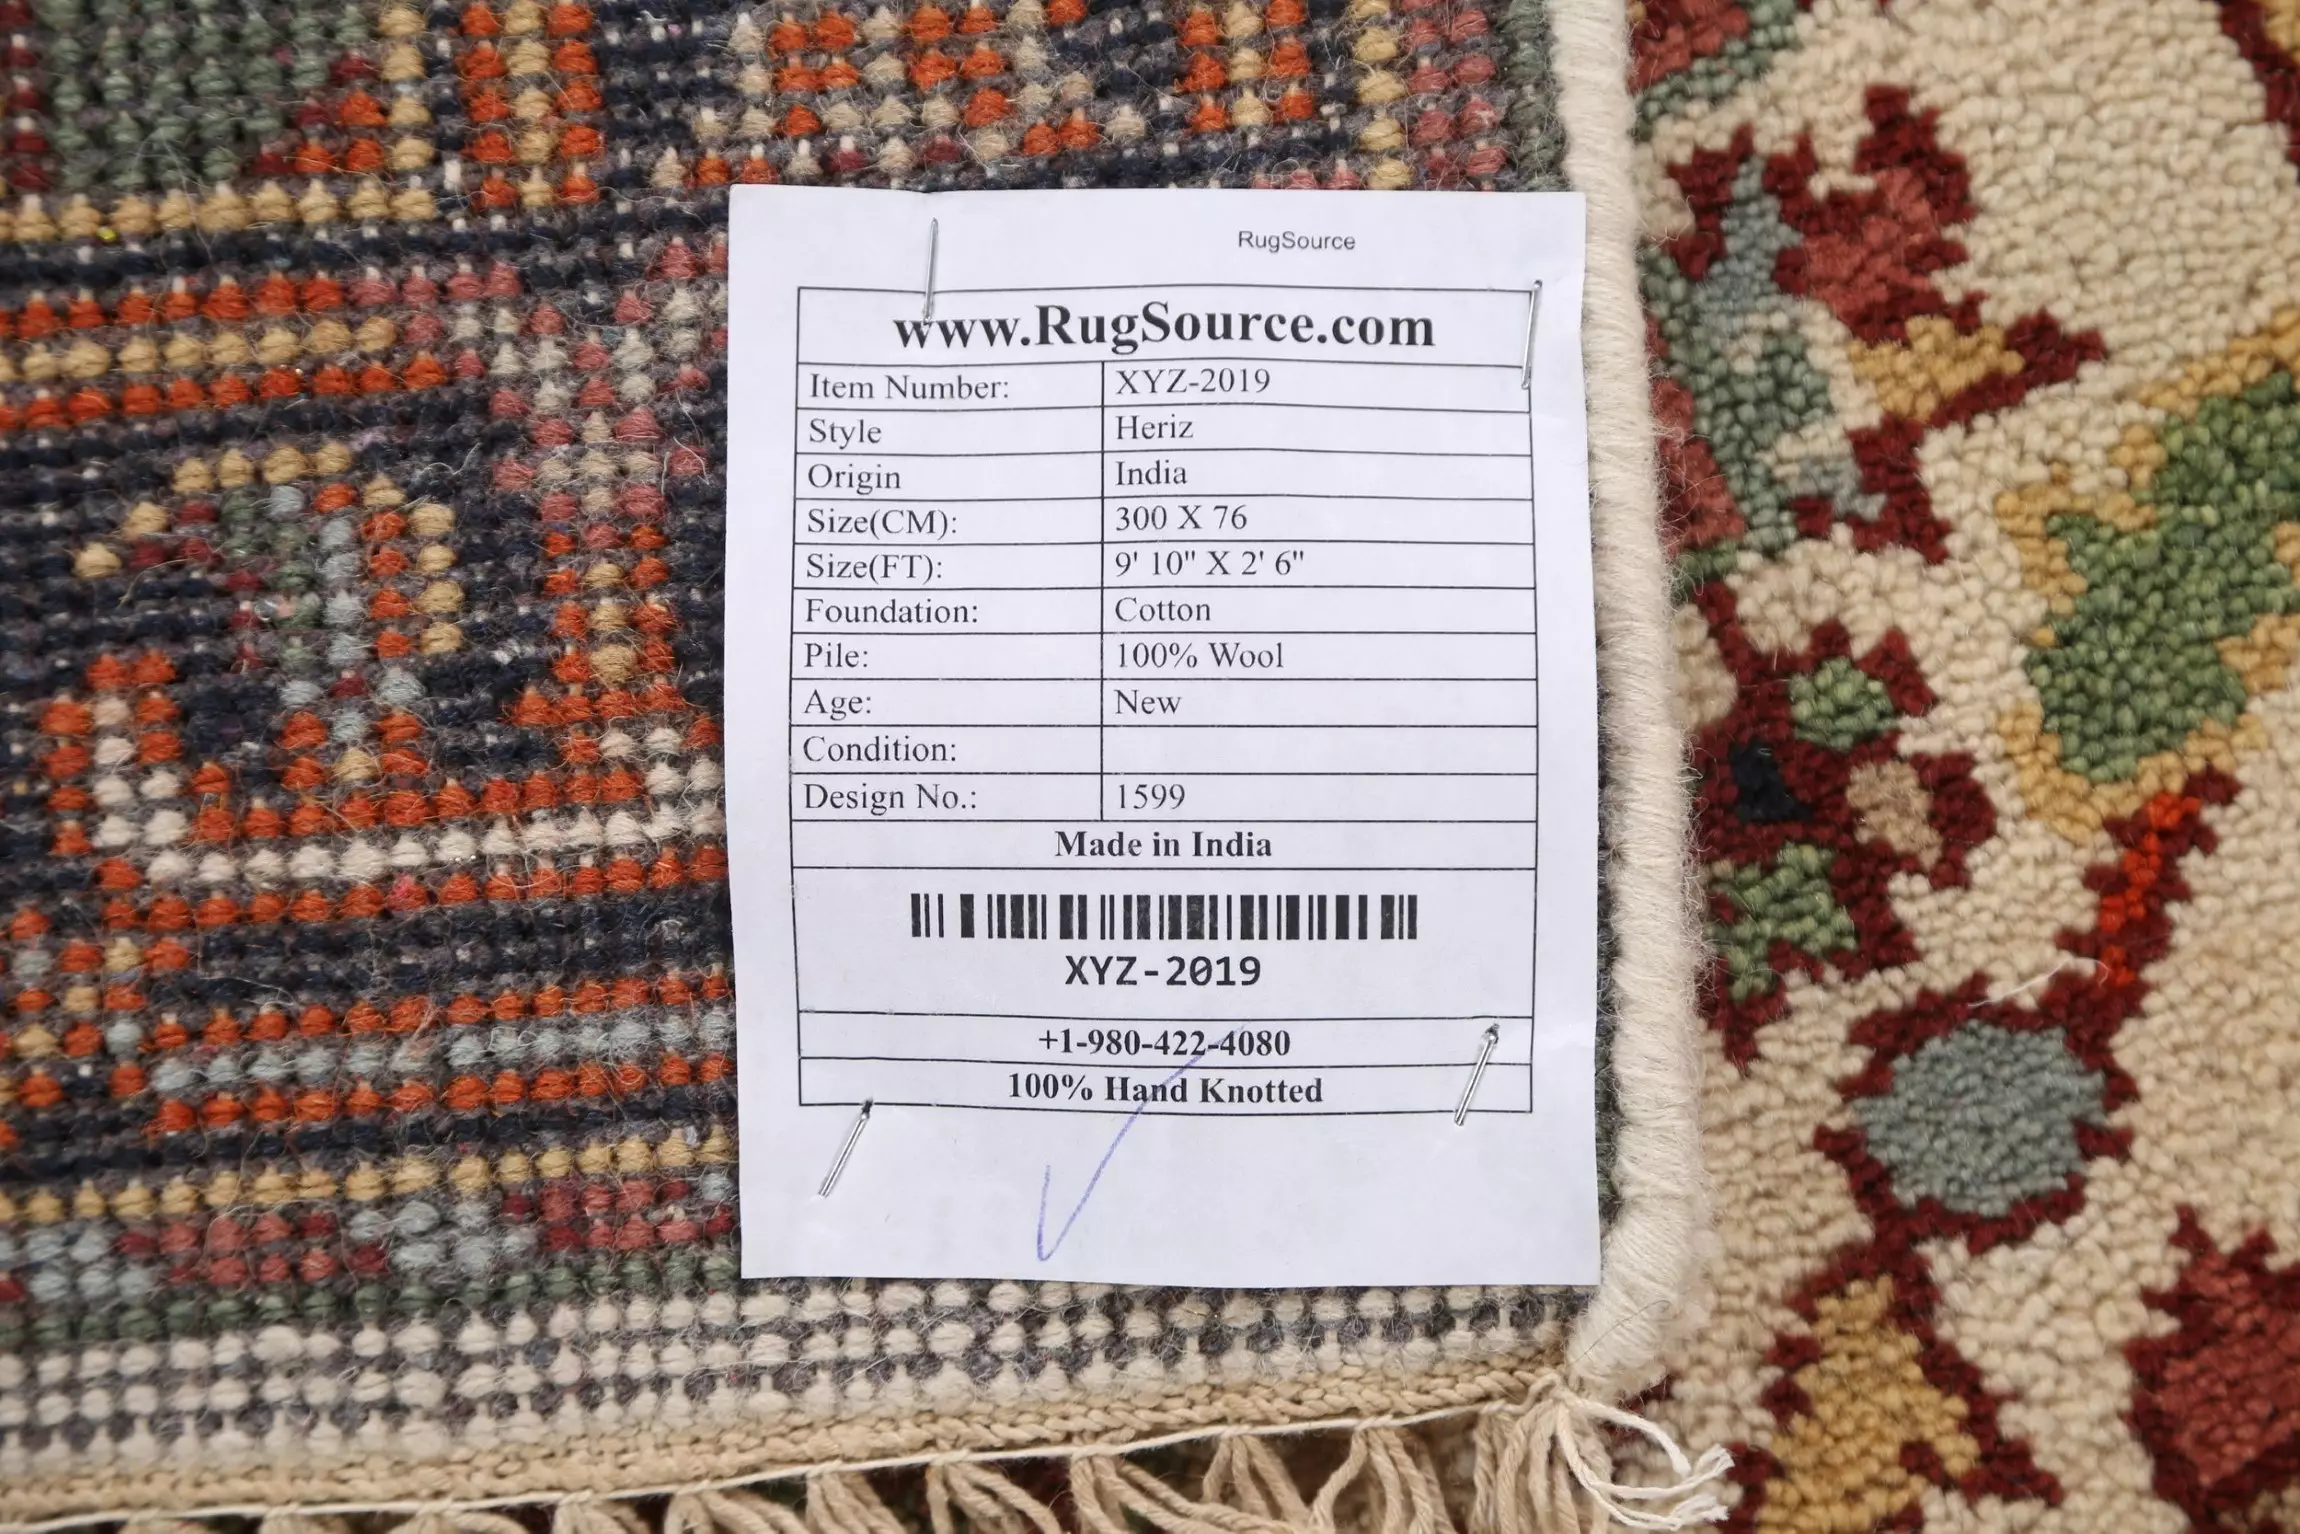 RugSource
www.RugSource.com
Item Number: XYZ-2019
Style Heriz
Origin India
Size(CM): 300 X 76
Size(FT): 9' 10" X 2' 6"
Foundation: Cotton
Pile: 100% Wool
Age: New
Condition:
Design No.: 1599
Made in India
XYZ-2019
+1-980-422-4080
100% Hand Knotted